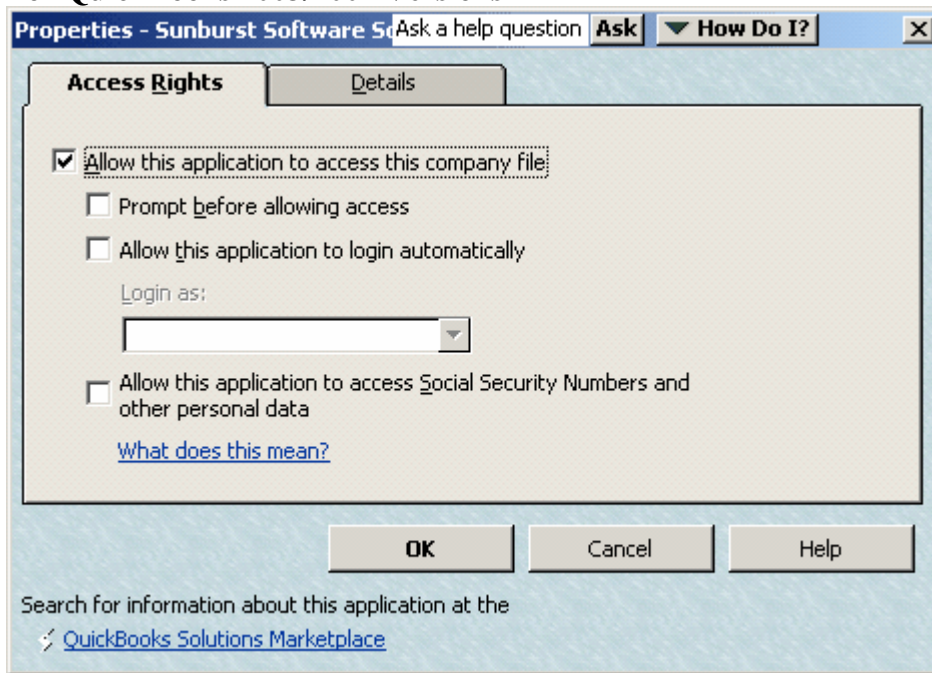 Properties - Sunburst Software So Ask a help question Ask How Do I?
Access Rights Details
Allow this application to access this company file
Prompt before allowing access
Allow this application to login automatically
Login as:
Allow this application to access Social Security Numbers and
other personal data
What does this mean?
OK Cancel Help
Search for information about this application at the
QuickBooks Solutions Marketplace